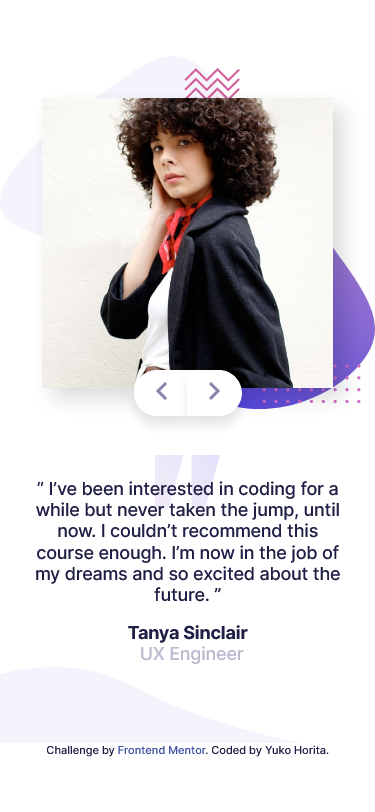 “ I’ve been interested in coding for a
while but never taken the jump, until
now. I couldn’t recommend this
course enough. I’m now in the job of
my dreams and so excited about the
future. ”
Tanya Sinclair
UX Engineer
Challenge by Frontend Mentor. Coded by Yuko Horita.